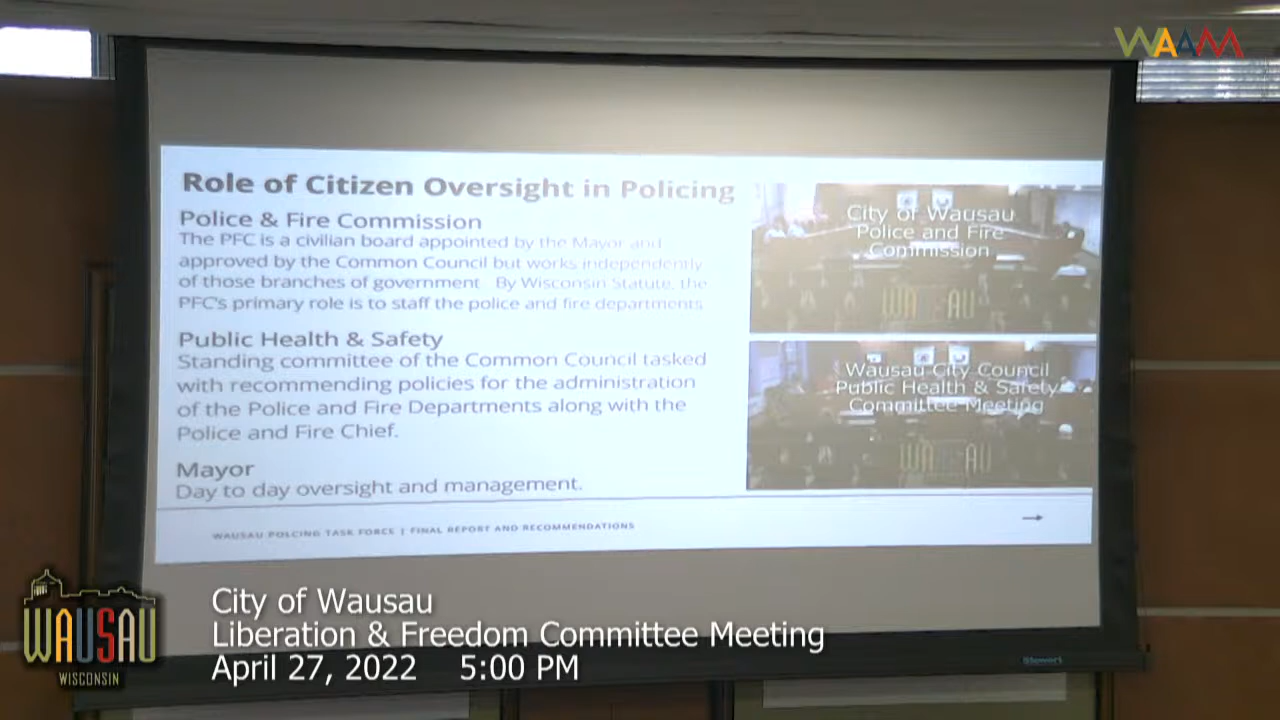 WAAM
Role of Citizen Oversight in Policing
Police & Fire Commission
The PFC is a civilian board appointed by the Mayor and
approved by the Common Council but works independently
of those branches of government. By Wisconsin Statute, the
PFC's primary role is to staff the police and fire departments
Public Health & Safety
Standing committee of the Common Council tasked
with recommending policies for the administration
of the Police and Fire Departments along with the
Police and Fire Chief.
Mayor
Day to day oversight and management.
City of Wausau
Police and Fire
Commission
WAUSAU
Wausau City Council
Public Health & Safety
Committee Meeting
WAUSAU
WAUSAU POLCING TASK FORCE | FINAL REPORT AND RECOMMENDATIONS
WAUSAU
WISCONSIN
City of Wausau
Liberation & Freedom Committee Meeting
April 27, 2022 5:00 PM